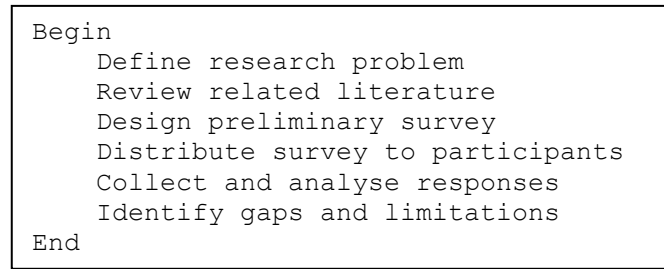 Begin
    Define research problem
    Review related literature
    Design preliminary survey
    Distribute survey to participants
    Collect and analyse responses
    Identify gaps and limitations
End